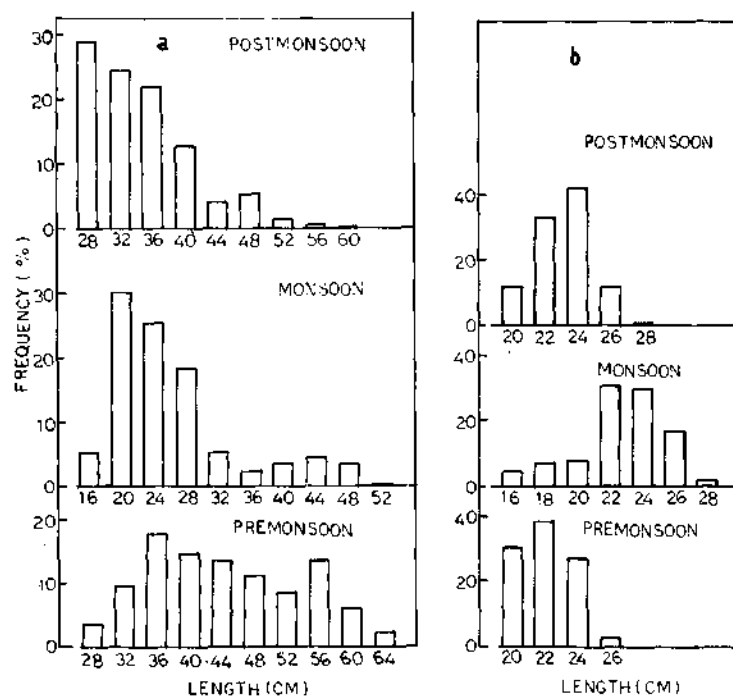 a
POSTMONSOON
30
20
10
0
28 32 36 40 44 48 52 56 60
MONSOON
30
20
10
0
16 20 24 28 32 36 40 44 48 52
PREMONSOON
20
10
0
28 32 36 40 44 48 52 56 60 64
LENGTH (CM)
FREQUENCY (%)
b
POSTMONSOON
40
20
0
20 22 24 26 28
MONSOON
40
20
0
16 18 20 22 24 26 28
PREMONSOON
40
20
0
20 22 24 26
LENGTH (CM)